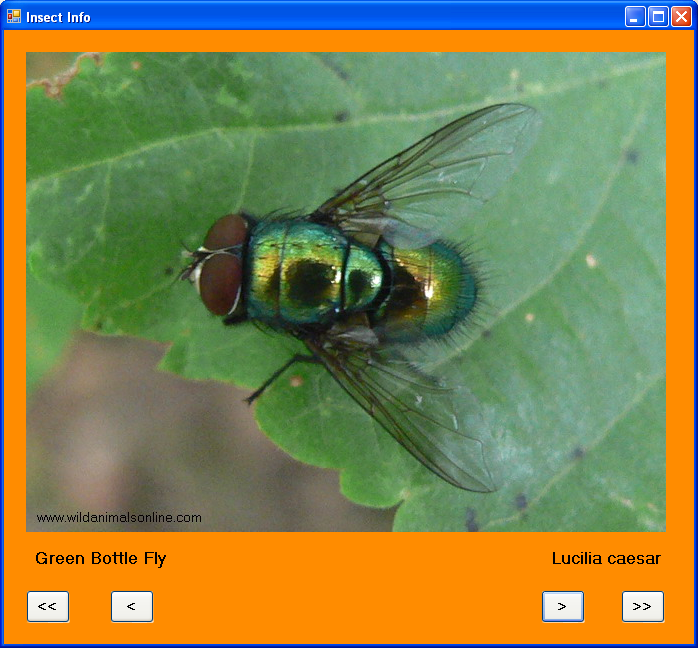 Insect Info
www.wildanimalsonline.com
Green Bottle Fly Lucilia caesar
<< < > >>